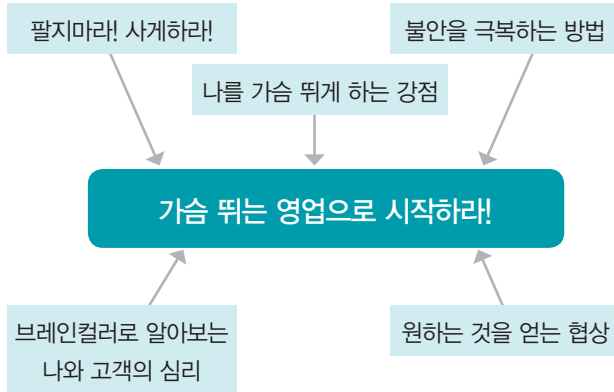 팔지마라! 사게하라!
불안을 극복하는 방법
나를 가슴 뛰게 하는 강점
가슴 뛰는 영업으로 시작하라!
브레인컬러로 알아보는
나와 고객의 심리
원하는 것을 얻는 협상